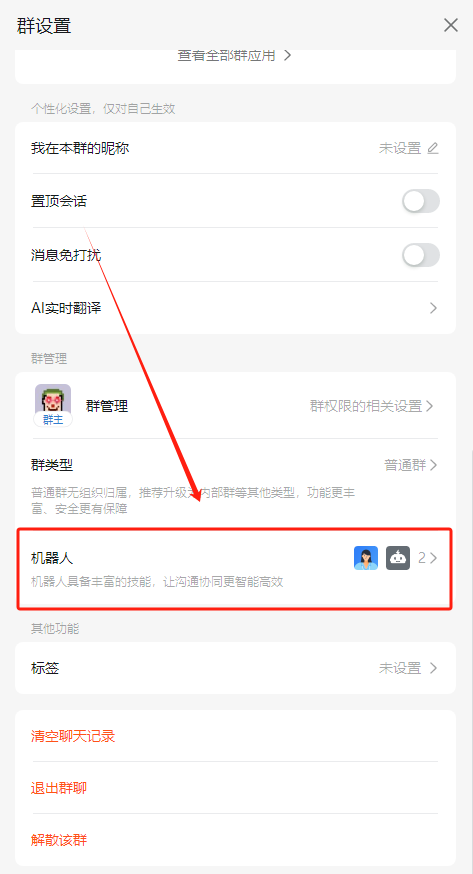 群设置
查看全部群应用
个性化设置，仅对自己生效
我在本群的昵称 未设置
置顶会话
消息免打扰
AI实时翻译
群管理
群主
群管理 群权限的相关设置
群类型 普通群
普通群无组织归属，推荐升级为内部群等其他类型，功能更丰
富、安全更有保障
机器人 2
机器人具备丰富的技能，让沟通协同更智能高效
其他功能
标签 未设置
清空聊天记录
退出群聊
解散该群